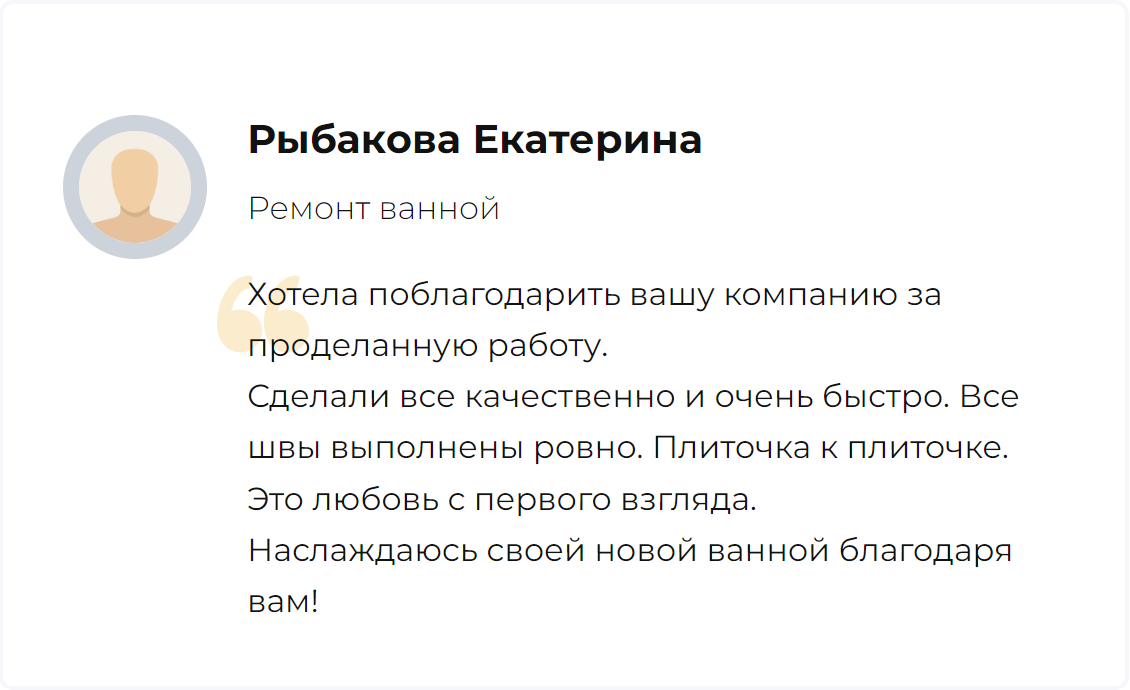 Рыбакова Екатерина
Ремонт ванной
Хотела поблагодарить вашу компанию за
проделанную работу.
Сделали все качественно и очень быстро. Все
швы выполнены ровно. Плиточка к плиточке.
Это любовь с первого взгляда.
Наслаждаюсь своей новой ванной благодаря
вам!